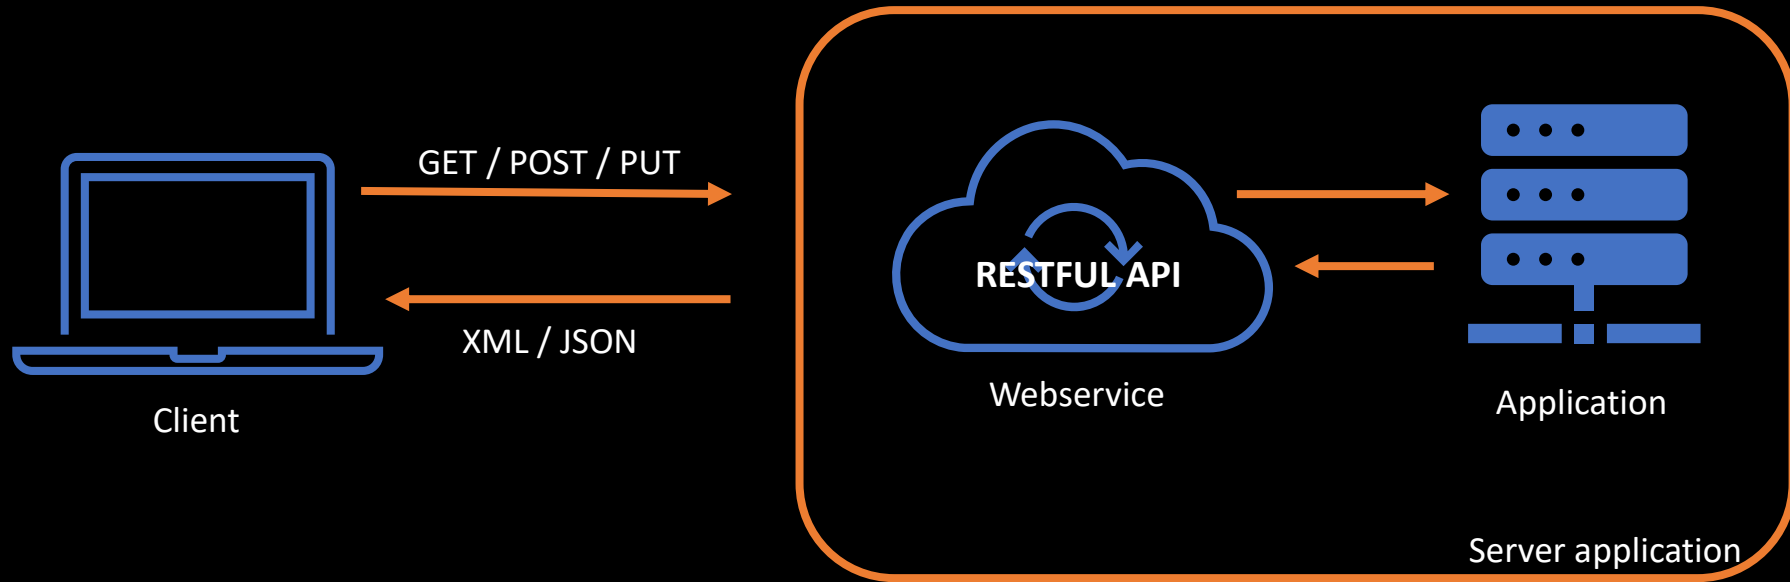 GET / POST / PUT
XML / JSON
Client
RESTFUL API
Webservice
Application
Server application